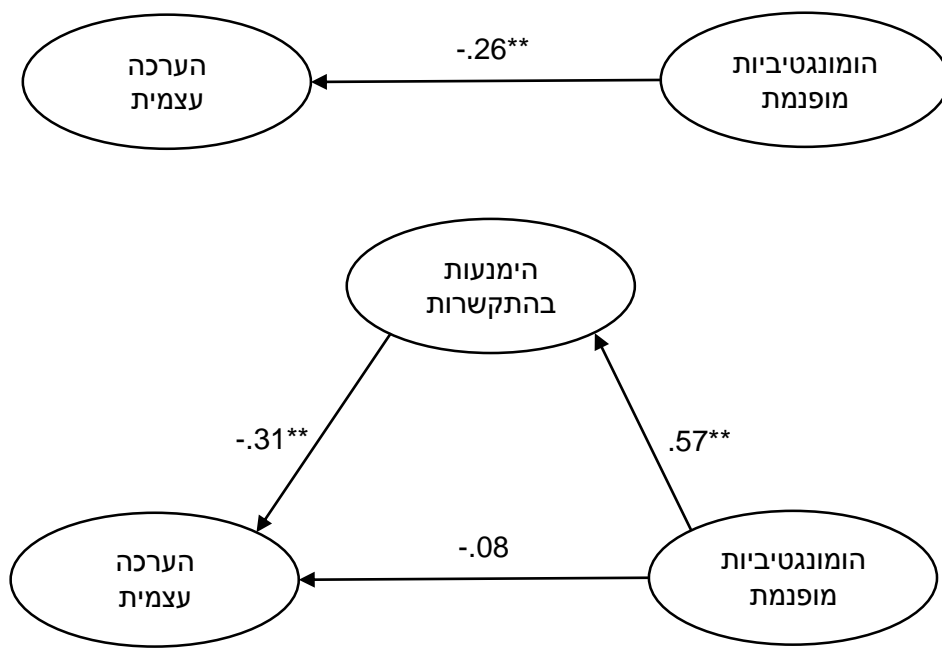 הומונגטיביות
מופנמת
-.26**
הערכה
עצמית
הימנעות
בהתקשרות
.57**
-.31**
הומונגטיביות
מופנמת
-.08
הערכה
עצמית